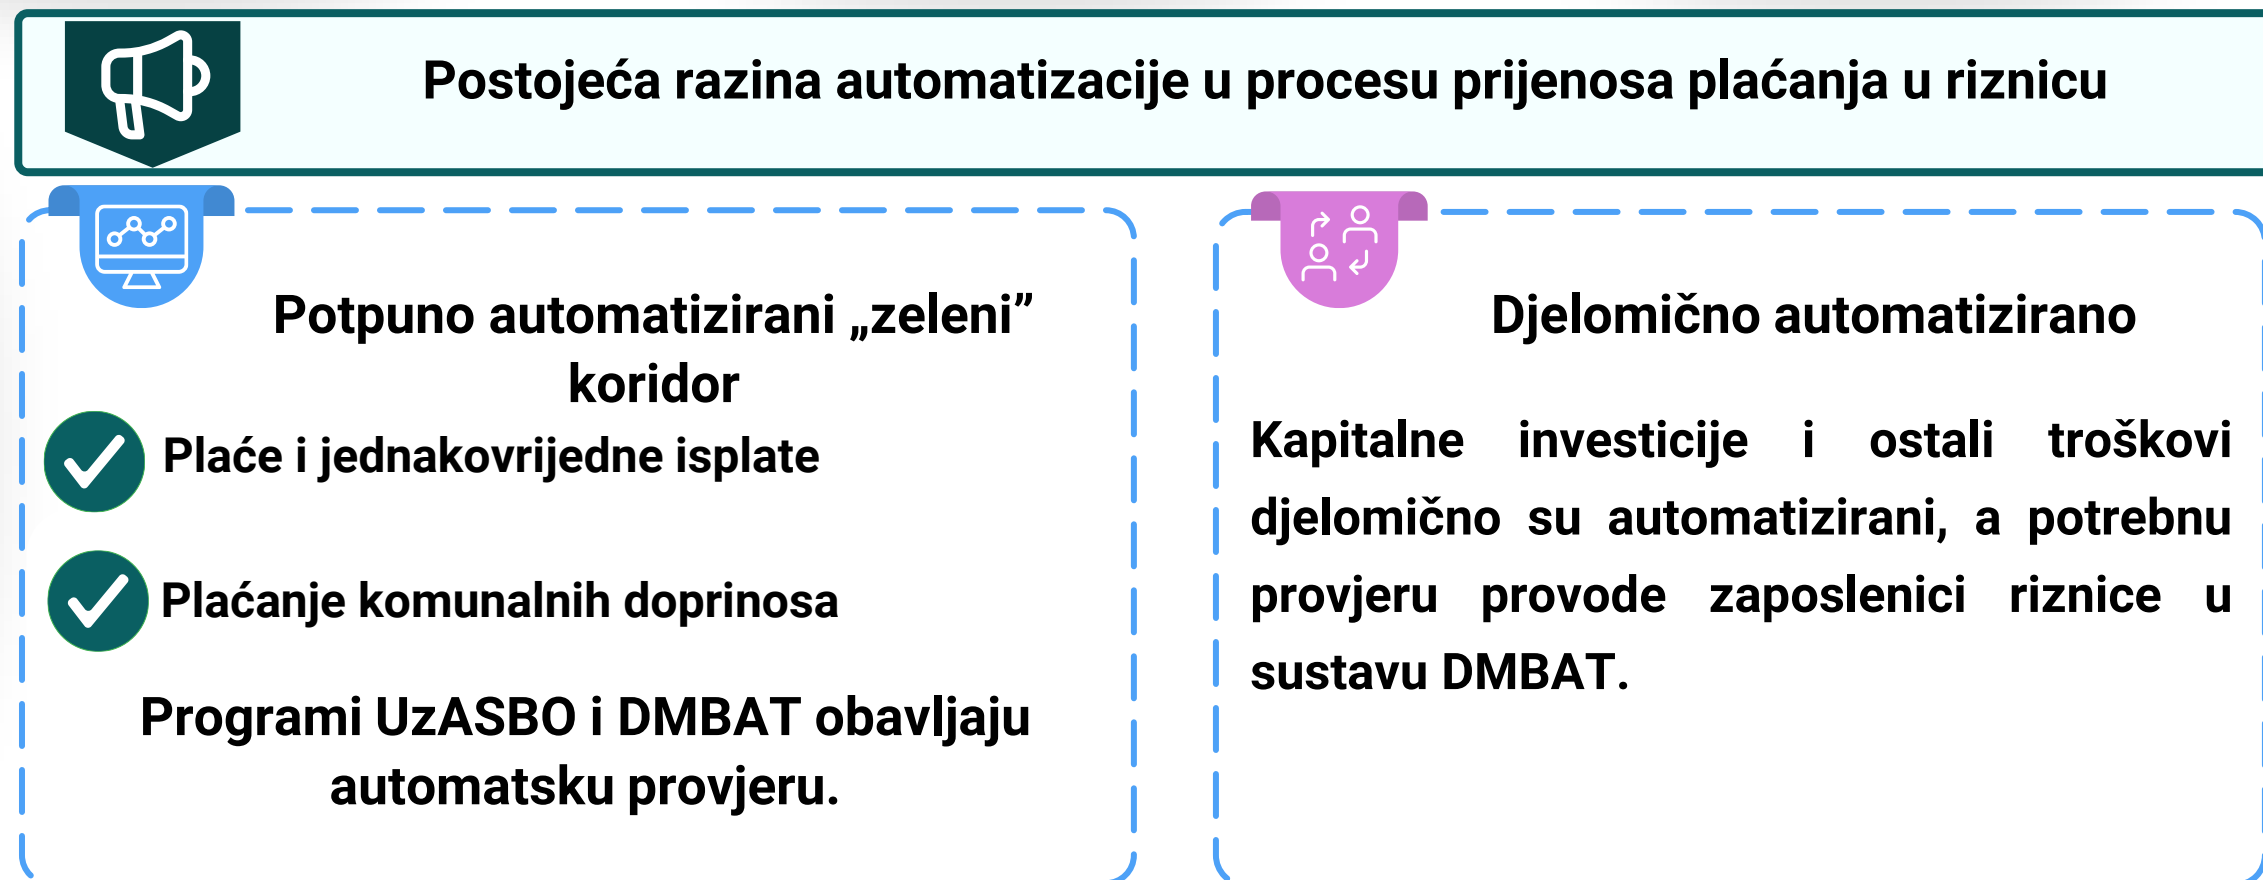 Postojeća razina automatizacije u procesu prijenosa plaćanja u riznicu
Potpuno automatizirani „zeleni”
koridor
Plaće i jednakovrijedne isplate
Plaćanje komunalnih doprinosa
Programi UzASBO i DMBAT obavljaju
automatsku provjeru.
Djelomično automatizirano
Kapitalne investicije i ostali troškovi
djelomično su automatizirani, a potrebnu
provjeru provode zaposlenici riznice u
sustavu DMBAT.